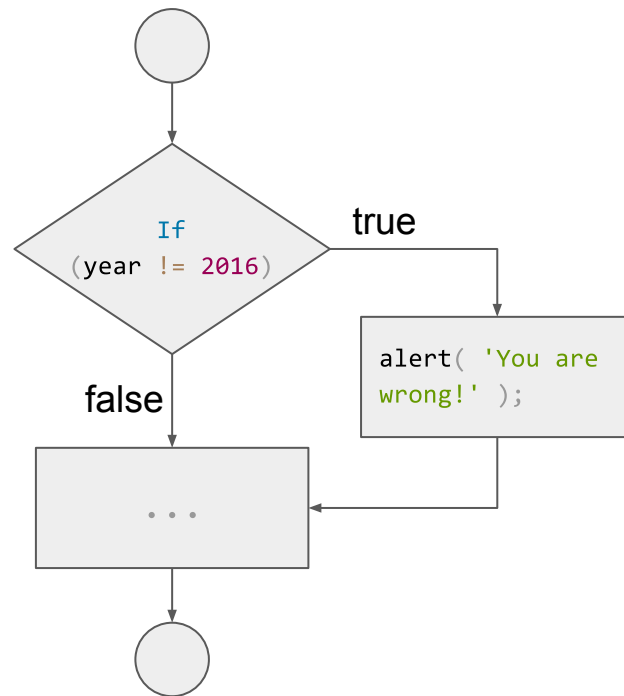 If
(year != 2016)
true
alert( 'You are
wrong!' );
false
...